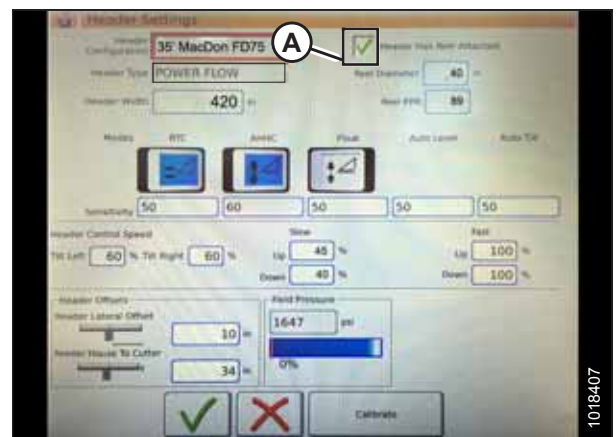 Header Settings
Header Configuration 35' MacDon FD75 A Header Has Reel Attached
Header Type POWER FLOW Reel Diameter 40 in
Header Width 420 in Reel PPR 89
Modes RTC AHHC Float Auto Level Auto Tilt
Sensitivity 50 60 50 50 50
Header Control Speed Slow Fast
Tilt Left 60 % Tilt Right 60 % Up 45 % Up 100 %
Down 40 % Down 100 %
Header Offsets Field Pressure
Header Lateral Offset 1647 psi
10 in
Feeder House To Cutter 0%
34 in
Calibrate
1018407